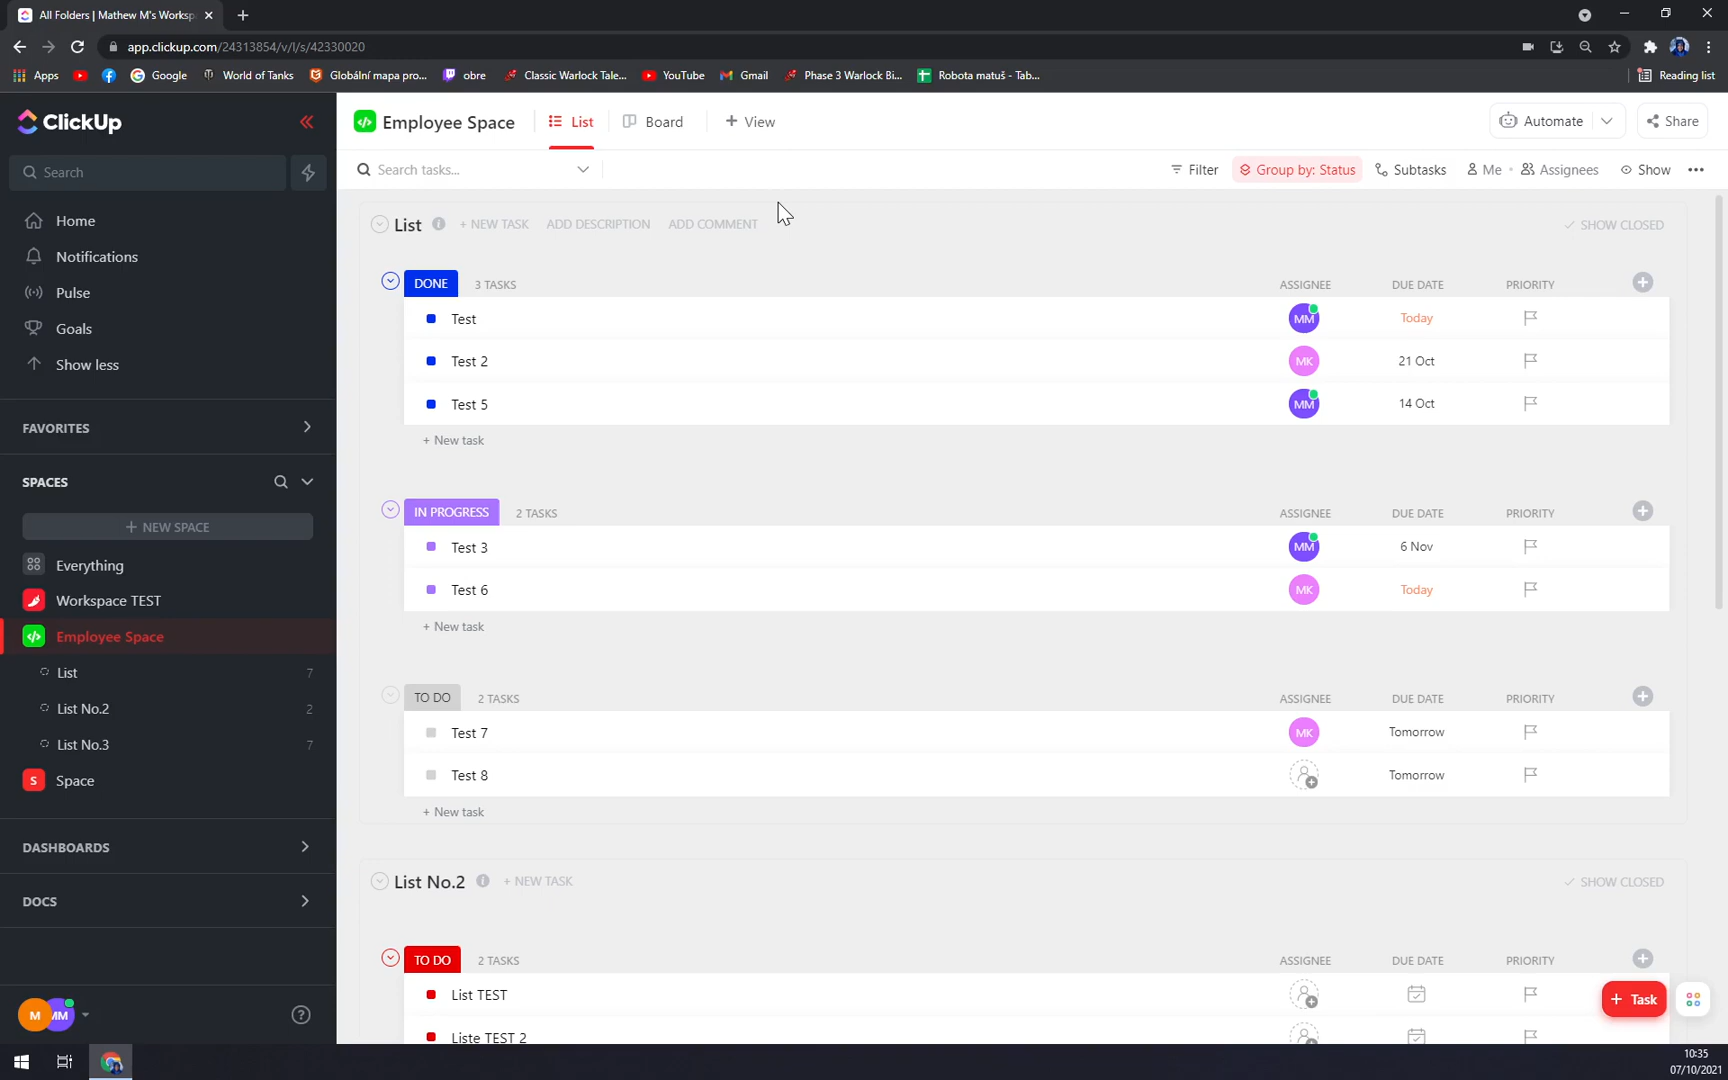 All Folders | Mathew M's Worksp
app.clickup.com/24313854/v/l/s/42330020
Apps Google World of Tanks Globální mapa pro... obre Classic Warlock Tale... YouTube Gmail Phase 3 Warlock Bi... Robota matuš - Tab... Reading list
ClickUp
Search
Home
Notifications
Pulse
Goals
Show less
FAVORITES
SPACES
+ NEW SPACE
Everything
Workspace TEST
Employee Space
List 7
List No.2 2
List No.3 7
S Space
DASHBOARDS
DOCS
M MM
Employee Space List Board + View Automate Share
Search tasks... Filter Group by: Status Subtasks Me Assignees Show
List + NEW TASK ADD DESCRIPTION ADD COMMENT SHOW CLOSED
DONE 3 TASKS ASSIGNEE DUE DATE PRIORITY
Test MM Today
Test 2 MK 21 Oct
Test 5 MM 14 Oct
+ New task
IN PROGRESS 2 TASKS ASSIGNEE DUE DATE PRIORITY
Test 3 MM 6 Nov
Test 6 MK Today
+ New task
TO DO 2 TASKS ASSIGNEE DUE DATE PRIORITY
Test 7 MK Tomorrow
Test 8 Tomorrow
+ New task
List No.2 + NEW TASK SHOW CLOSED
TO DO 2 TASKS ASSIGNEE DUE DATE PRIORITY
List TEST
Liste TEST 2
+ Task
10:35
07/10/2021